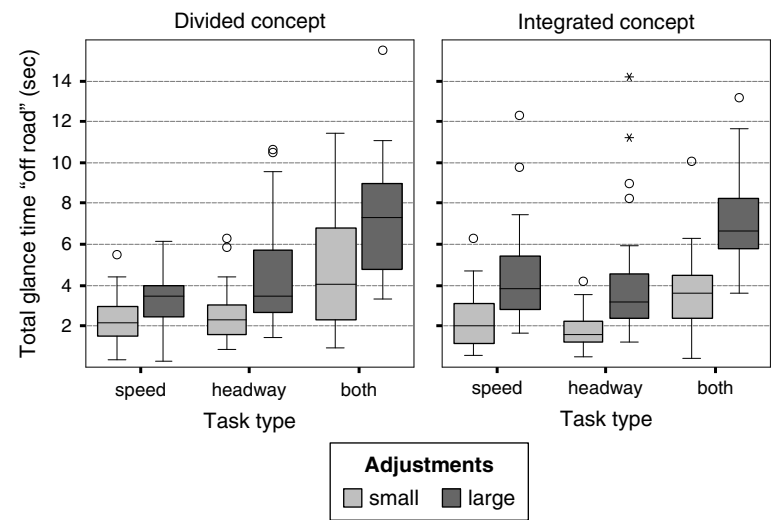 Divided concept
Integrated concept
Total glance time “off road” (sec)
14
12
10
8
6
4
2
speed headway both
speed headway both
Task type
Task type
Adjustments
small large